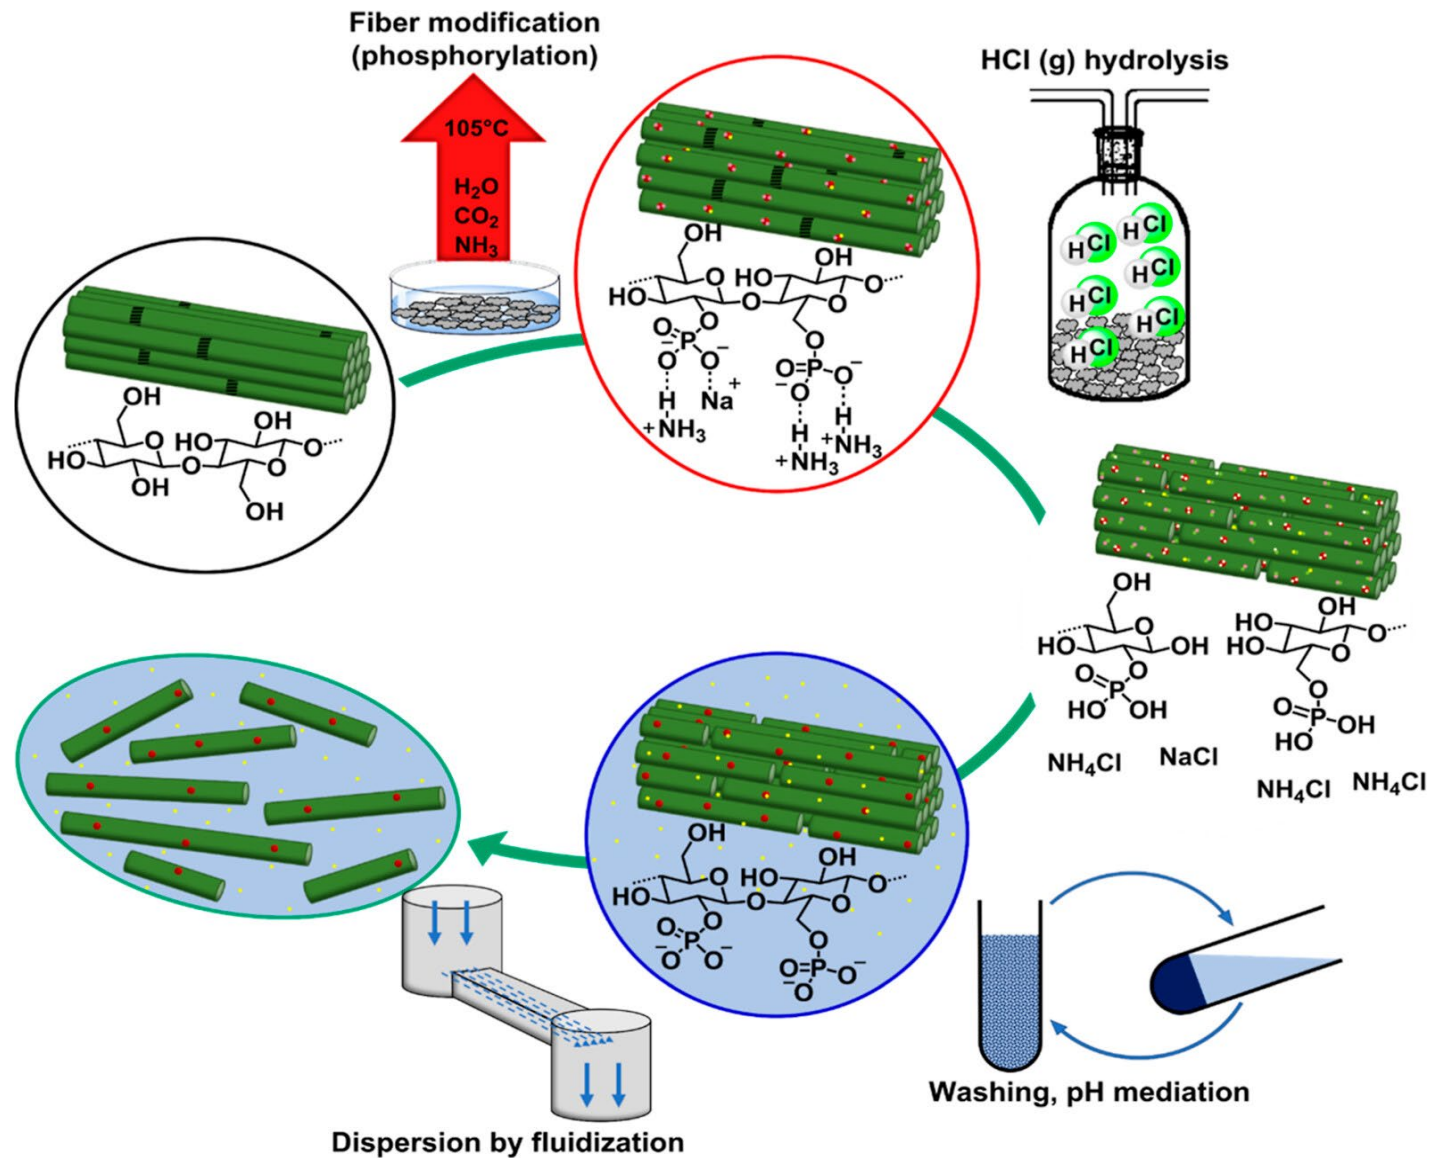 Fiber modification
(phosphorylation)
105°C
H₂O
CO₂
NH₃
HCl (g) hydrolysis
HCl
HCl
HCl
HCl
HCl
HCl
OH
O
HO
OH
O
HO
OH
O
O
OH
OH
O
HO
OH
O
HO
O
O
O
O
P
O⁻
O⁻
O
O=P
O⁻
⁻O
H
Na⁺
⁺NH₃
H
⁺NH₃
H
⁺NH₃
OH
O
HO
OH
O
O
P
HO
OH
OH
HO
HO
O
O
O
O
P
OH
HO
NH₄Cl
NaCl
NH₄Cl
NH₄Cl
OH
O
HO
OH
HO
O
O
O
O
O
P
⁻O
O⁻
O
O=P
O⁻
⁻O
Washing, pH mediation
Dispersion by fluidization